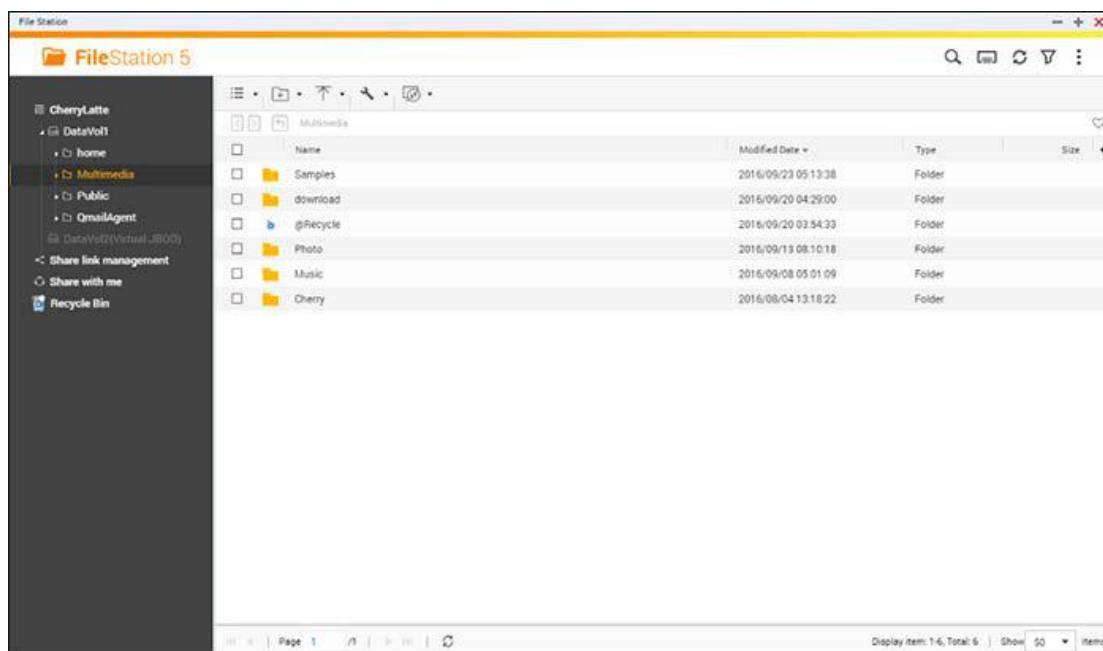 File Station
FileStation 5
CherryLatte
DataVol1
home
Multimedia
Public
QmailAgent
DataVol2(Virtual JBOD)
Share link management
Share with me
Recycle Bin
Multimedia
Name Modified Date Type Size
Samples 2016/09/23 05:13:38 Folder
download 2016/09/20 04:29:00 Folder
@Recycle 2016/09/20 03:54:33 Folder
Photo 2016/09/13 08:10:18 Folder
Music 2016/09/08 05:01:09 Folder
Cherry 2016/08/04 13:18:22 Folder
Page 1 /1 Display item: 1-6, Total: 6 Show 50 Items